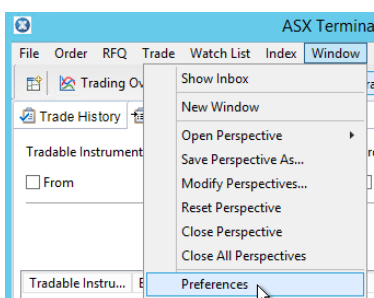 ASX Termina
File Order RFQ Trade Watch List Index Window
Trading Ov
Show Inbox
New Window
Trade History
Open Perspective
Tradable Instrument
Save Perspective As...
From
Modify Perspectives...
Reset Perspective
Close Perspective
Close All Perspectives
Tradable Instru...
Preferences